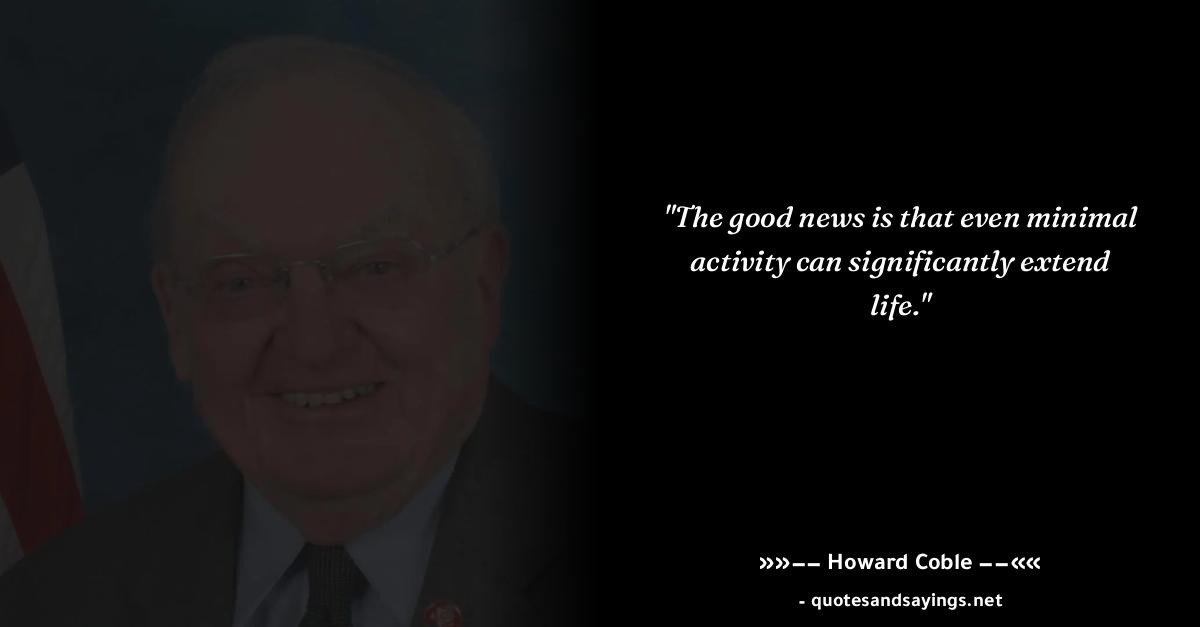 "The good news is that even minimal
activity can significantly extend
life."
»»−− Howard Coble −−««
- quotesandsayings.net